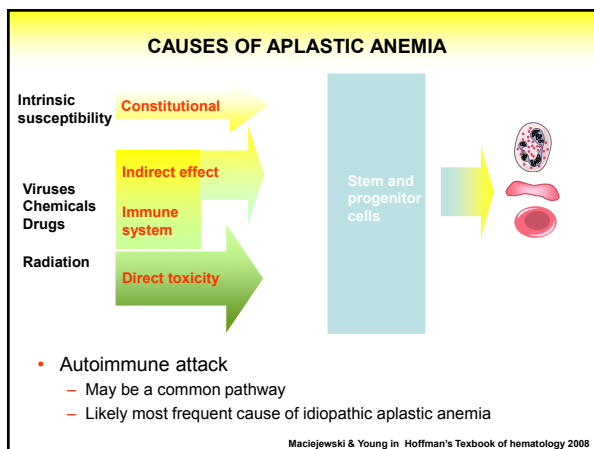 CAUSES OF APLASTIC ANEMIA
Intrinsic
susceptibility
Constitutional
Viruses
Chemicals
Drugs
Indirect effect
Immune
system
Radiation
Direct toxicity
Stem and
progenitor
cells
• Autoimmune attack
– May be a common pathway
– Likely most frequent cause of idiopathic aplastic anemia
Maciejewski & Young in Hoffman's Texbook of hematology 2008